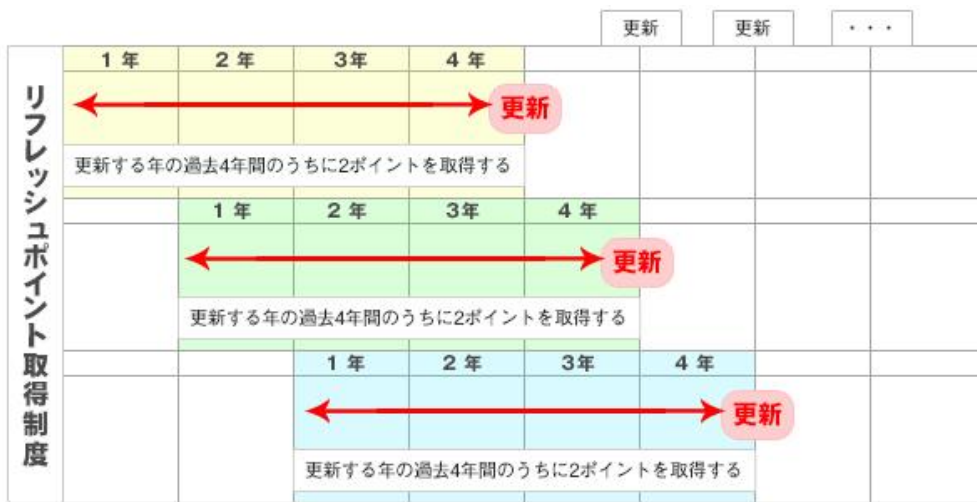 更新 更新 ・・・
リフレッシュポイント取得制度
1 年 2 年 3年 4 年
更新
更新する年の過去4年間のうちに2ポイントを取得する
1 年 2 年 3年 4 年
更新
更新する年の過去4年間のうちに2ポイントを取得する
1 年 2 年 3年 4 年
更新
更新する年の過去4年間のうちに2ポイントを取得する